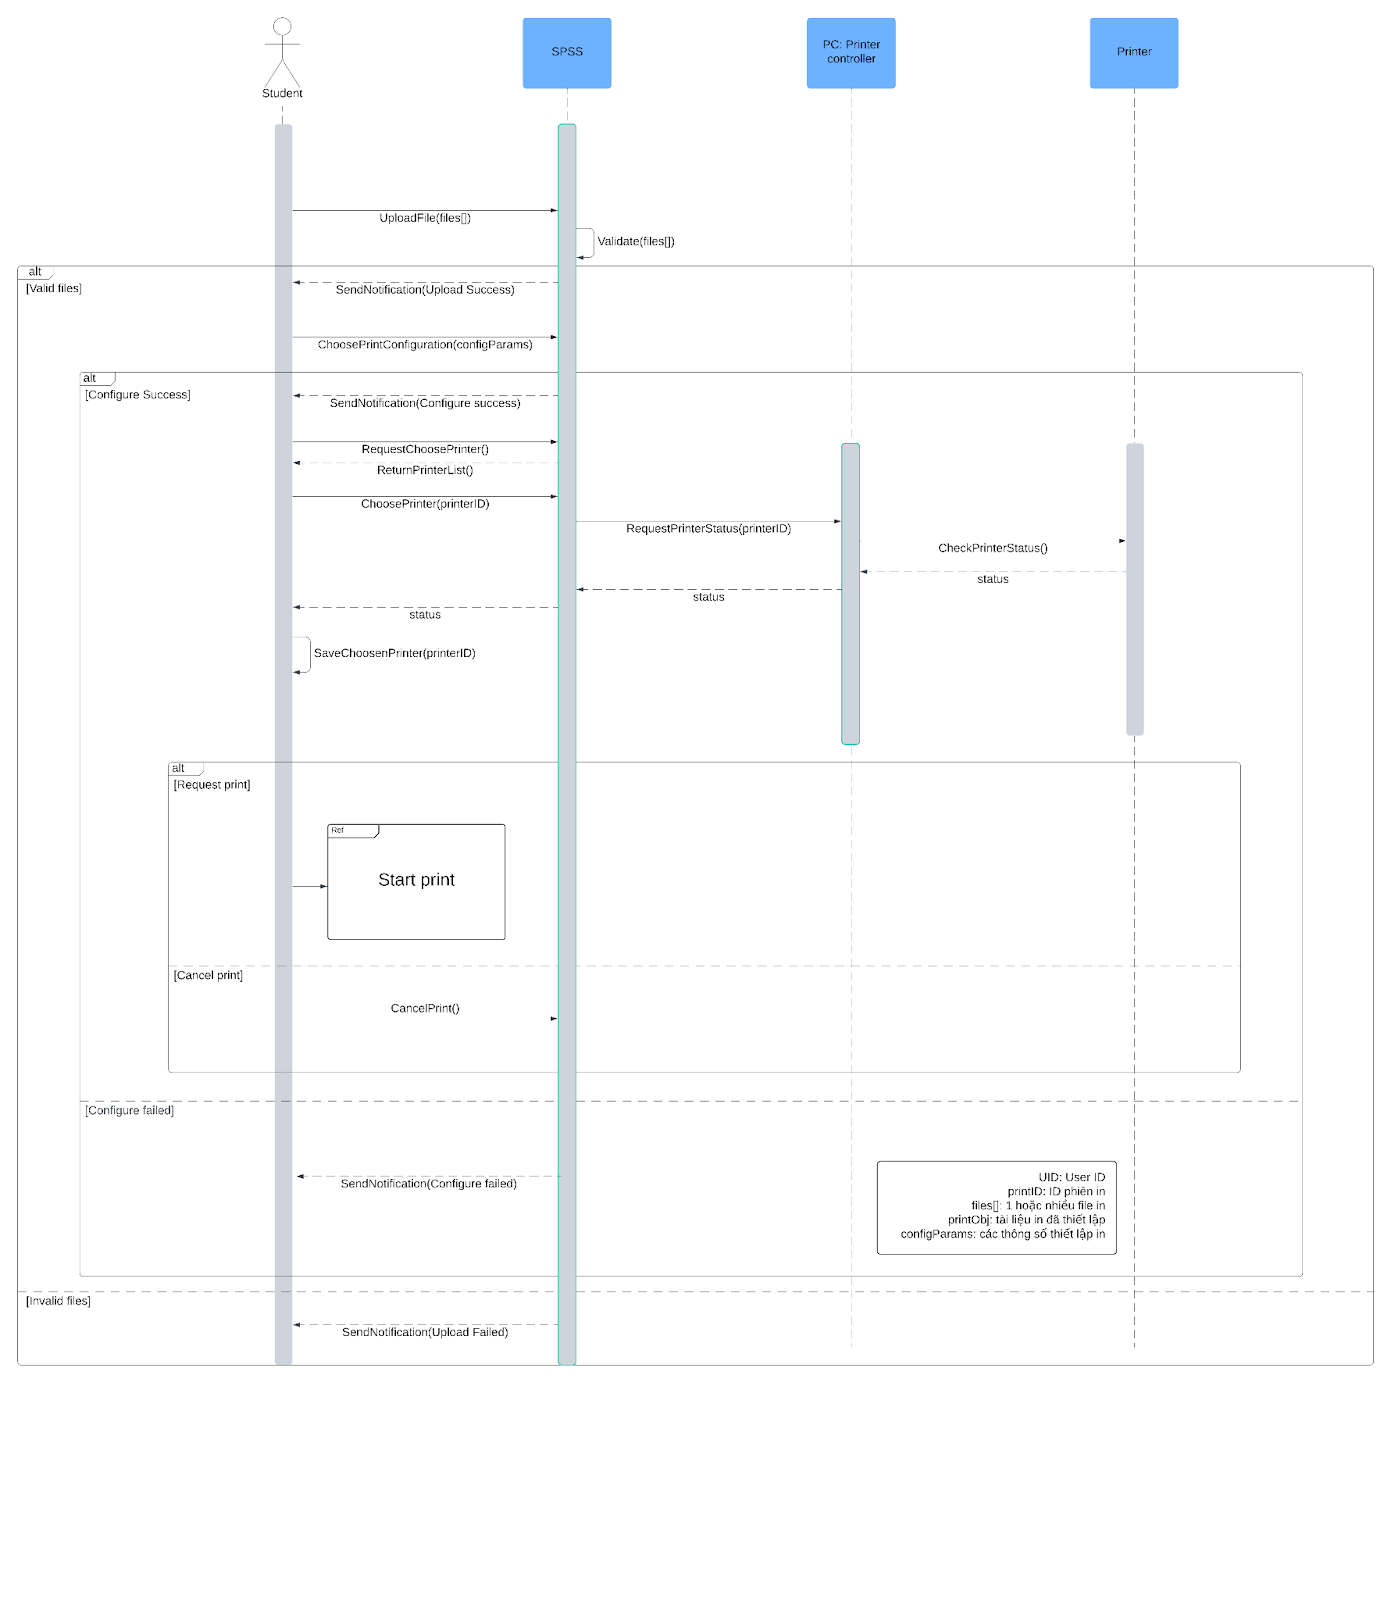 Student
SPSS
PC: Printer
controller
Printer
UploadFile(files[])
Validate(files[])
alt
[Valid files]
SendNotification(Upload Success)
ChoosePrintConfiguration(configParams)
alt
[Configure Success]
SendNotification(Configure success)
RequestChoosePrinter()
ReturnPrinterList()
ChoosePrinter(printerID)
RequestPrinterStatus(printerID)
CheckPrinterStatus()
status
status
status
SaveChoosenPrinter(printerID)
alt
[Request print]
Ref
Start print
[Cancel print]
CancelPrint()
[Configure failed]
SendNotification(Configure failed)
UID: User ID
printID: ID phiên in
files[]: 1 hoặc nhiều file in
printObj: tài liệu in đã thiết lập
configParams: các thông số thiết lập in
[Invalid files]
SendNotification(Upload Failed)